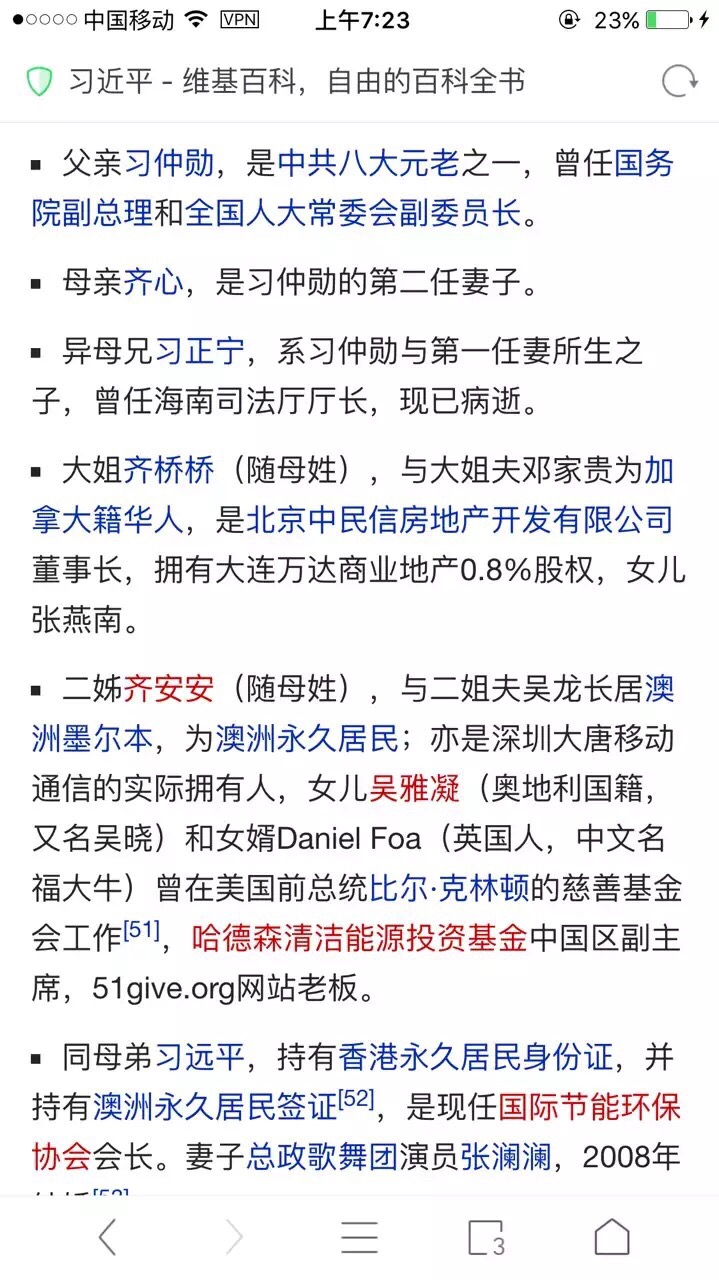 中国移动 VPN 上午7:23 23%
习近平 - 维基百科，自由的百科全书
▪ 父亲习仲勋，是中共八大元老之一，曾任国务
院副总理和全国人大常委会副委员长。
▪ 母亲齐心，是习仲勋的第二任妻子。
▪ 异母兄习正宁，系习仲勋与第一任妻所生之
子，曾任海南司法厅厅长，现已病逝。
▪ 大姐齐桥桥（随母姓），与大姐夫邓家贵为加
拿大籍华人，是北京中民信房地产开发有限公司
董事长，拥有大连万达商业地产0.8%股权，女儿
张燕南。
▪ 二姊齐安安（随母姓），与二姐夫吴龙长居澳
洲墨尔本，为澳洲永久居民；亦是深圳大唐移动
通信的实际拥有人，女儿吴雅凝（奥地利国籍，
又名吴晓）和女婿Daniel Foa（英国人，中文名
福大牛）曾在美国前总统比尔·克林顿的慈善基金
会工作[51]，哈德森清洁能源投资基金中国区副主
席，51give.org网站老板。
▪ 同母弟习远平，持有香港永久居民身份证，并
持有澳洲永久居民签证[52]，是现任国际节能环保
协会会长。妻子总政歌舞团演员张澜澜，2008年
3